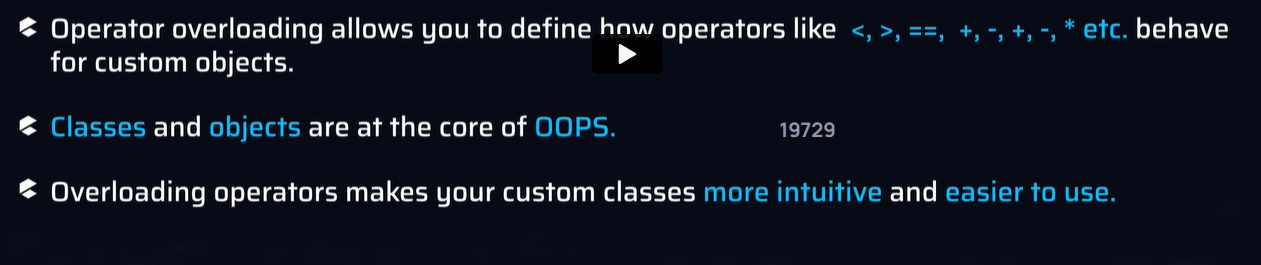 Operator overloading allows you to define how operators like <, >, ==, +, -, +, -, * etc. behave
for custom objects.
Classes and objects are at the core of OOPS.
19729
Overloading operators makes your custom classes more intuitive and easier to use.